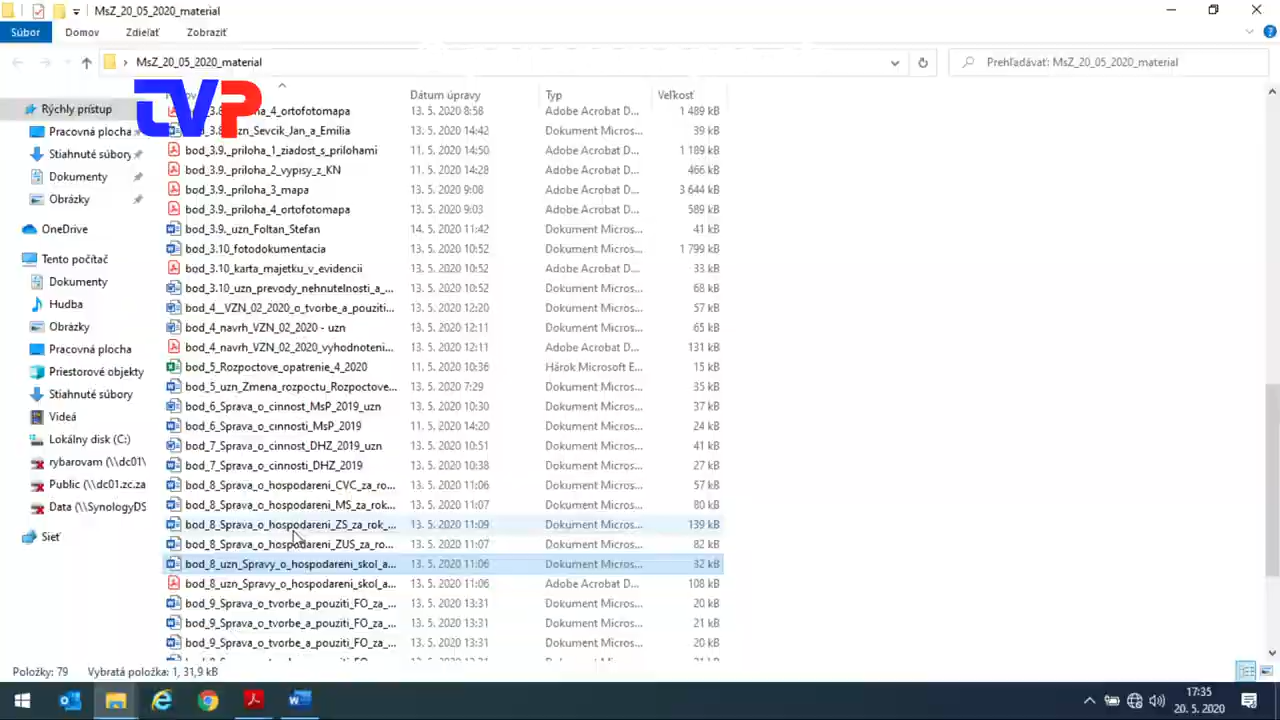 MsZ_20_05_2020_material
Súbor Domov Zdieľať Zobraziť
MsZ_20_05_2020_material
Prehľadávať: MsZ_20_05_2020_material
TVP
Dátum úpravy Typ Veľkosť
Rýchly prístup
Pracovná plocha
Stiahnuté súbory
Dokumenty
Obrázky
OneDrive
Tento počítač
Dokumenty
Hudba
Obrázky
Pracovná plocha
Priestorové objekty
Stiahnuté súbory
Videá
Lokálny disk (C:)
rybarovam (\\dc01\
Public (\\dc01.zc.za
Data (\\SynologyDS
Sieť
_priloha_4_ortofotomapa 13. 5. 2020 8:58 Adobe Acrobat D... 1 489 kB
uzn_Sevcik_Jan_a_Emilia 13. 5. 2020 14:42 Dokument Micros... 39 kB
bod_3.9._priloha_1_ziadost_s_prilohami 11. 5. 2020 14:50 Adobe Acrobat D... 1 189 kB
bod_3.9._priloha_2_vypisy_z_KN 11. 5. 2020 14:28 Adobe Acrobat D... 466 kB
bod_3.9._priloha_3_mapa 13. 5. 2020 9:08 Adobe Acrobat D... 3 644 kB
bod_3.9._priloha_4_ortofotomapa 13. 5. 2020 9:03 Adobe Acrobat D... 589 kB
bod_3.9._uzn_Foltan_Stefan 14. 5. 2020 11:42 Dokument Micros... 41 kB
bod_3.10_fotodokumentacia 13. 5. 2020 10:52 Dokument Micros... 1 799 kB
bod_3.10_karta_majetku_v_evidencii 13. 5. 2020 10:52 Adobe Acrobat D... 33 kB
bod_3.10_uzn_prevody_nehnutelnosti_a_... 13. 5. 2020 10:52 Dokument Micros... 68 kB
bod_4__VZN_02_2020_o_tvorbe_a_pouziti... 13. 5. 2020 12:20 Dokument Micros... 57 kB
bod_4_navrh_VZN_02_2020 - uzn 13. 5. 2020 12:11 Dokument Micros... 65 kB
bod_4_navrh_VZN_02_2020_vyhodnoteni... 13. 5. 2020 12:11 Adobe Acrobat D... 131 kB
bod_5_Rozpoctove_opatrenie_4_2020 11. 5. 2020 10:36 Hárok Microsoft E... 15 kB
bod_5_uzn_Zmena_rozpoctu_Rozpoctove... 13. 5. 2020 7:29 Dokument Micros... 35 kB
bod_6_Sprava_o_cinnost_MsP_2019_uzn 13. 5. 2020 10:30 Dokument Micros... 37 kB
bod_6_Sprava_o_cinnosti_MsP_2019 11. 5. 2020 14:20 Dokument Micros... 24 kB
bod_7_Sprava_o_cinnosti_DHZ_2019_uzn 13. 5. 2020 10:51 Dokument Micros... 41 kB
bod_7_Sprava_o_cinnosti_DHZ_2019 13. 5. 2020 10:38 Dokument Micros... 27 kB
bod_8_Sprava_o_hospodareni_CVC_za_ro... 13. 5. 2020 11:06 Dokument Micros... 57 kB
bod_8_Sprava_o_hospodareni_MS_za_rok... 13. 5. 2020 11:07 Dokument Micros... 80 kB
bod_8_Sprava_o_hospodareni_ZS_za_rok_... 13. 5. 2020 11:09 Dokument Micros... 139 kB
bod_8_Sprava_o_hospodareni_ZUS_za_ro... 13. 5. 2020 11:07 Dokument Micros... 82 kB
bod_8_uzn_Spravy_o_hospodareni_skol_a... 13. 5. 2020 11:06 Dokument Micros... 32 kB
bod_8_uzn_Spravy_o_hospodareni_skol_a... 13. 5. 2020 11:06 Adobe Acrobat D... 108 kB
bod_9_Sprava_o_tvorbe_a_pouziti_FO_za_... 13. 5. 2020 13:31 Dokument Micros... 20 kB
bod_9_Sprava_o_tvorbe_a_pouziti_FO_za_... 13. 5. 2020 13:31 Dokument Micros... 21 kB
bod_9_Sprava_o_tvorbe_a_pouziti_FO_za_... 13. 5. 2020 13:31 Dokument Micros... 20 kB
Položky: 79 Vybratá položka: 1, 31,9 kB
17:35
20. 5. 2020